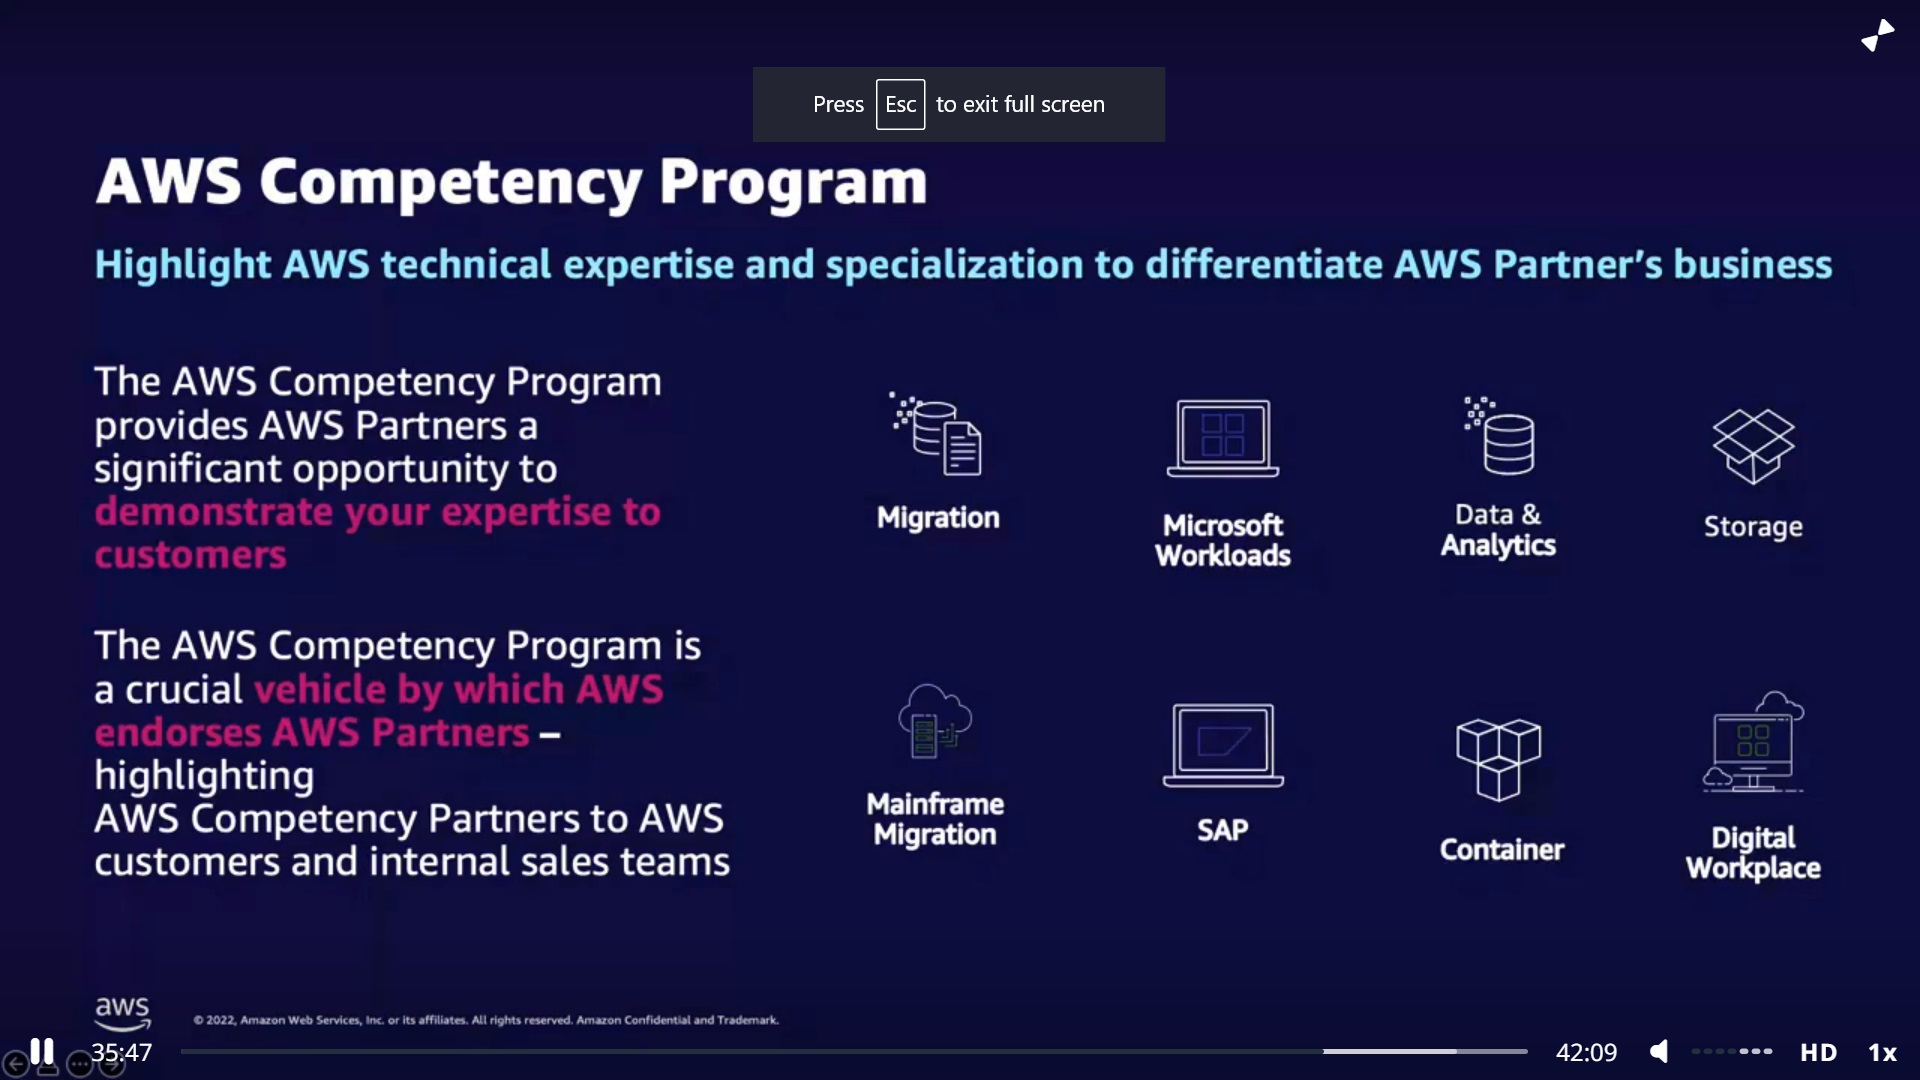 Press Esc to exit full screen
AWS Competency Program
Highlight AWS technical expertise and specialization to differentiate AWS Partner’s business
The AWS Competency Program
provides AWS Partners a
significant opportunity to
demonstrate your expertise to
customers
The AWS Competency Program is
a crucial vehicle by which AWS
endorses AWS Partners –
highlighting
AWS Competency Partners to AWS
customers and internal sales teams
Migration
Microsoft
Workloads
Data &
Analytics
Storage
Mainframe
Migration
SAP
Container
Digital
Workplace
aws
© 2022, Amazon Web Services, Inc. or its affiliates. All rights reserved. Amazon Confidential and Trademark.
35:47
42:09
HD
1x